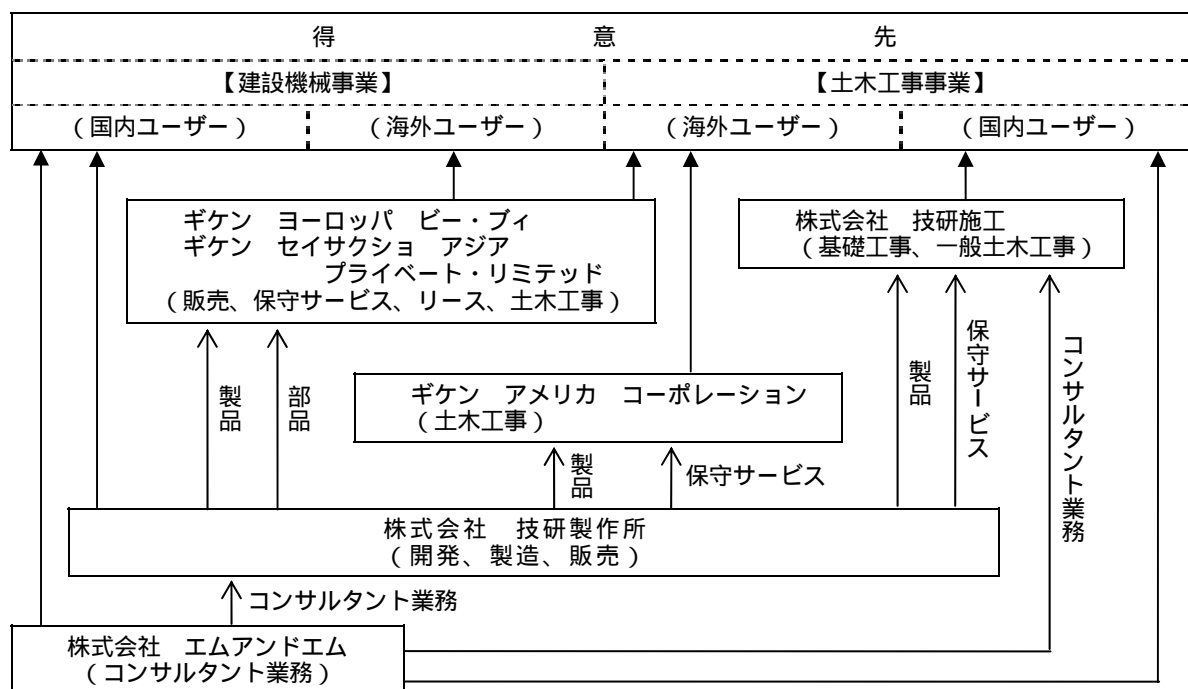 得意先
【建設機械事業】
【土木工事事業】
（国内ユーザー）
（海外ユーザー）
（海外ユーザー）
（国内ユーザー）
ギケン ヨーロッパ ビー・ブィ
ギケン セイサクショ アジア
プライベート・リミテッド
（販売、保守サービス、リース、土木工事）
株式会社 技研施工
（基礎工事、一般土木工事）
製品
部品
ギケン アメリカ コーポレーション
（土木工事）
製品
保守サービス
コンサルタント業務
製品
保守サービス
株式会社 技研製作所
（開発、製造、販売）
コンサルタント業務
株式会社 エムアンドエム
（コンサルタント業務）